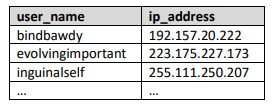 user_name ip_address
bindbawdy 192.157.20.222
evolvingimportant 223.175.227.173
inguinalself 255.111.250.207
... ...